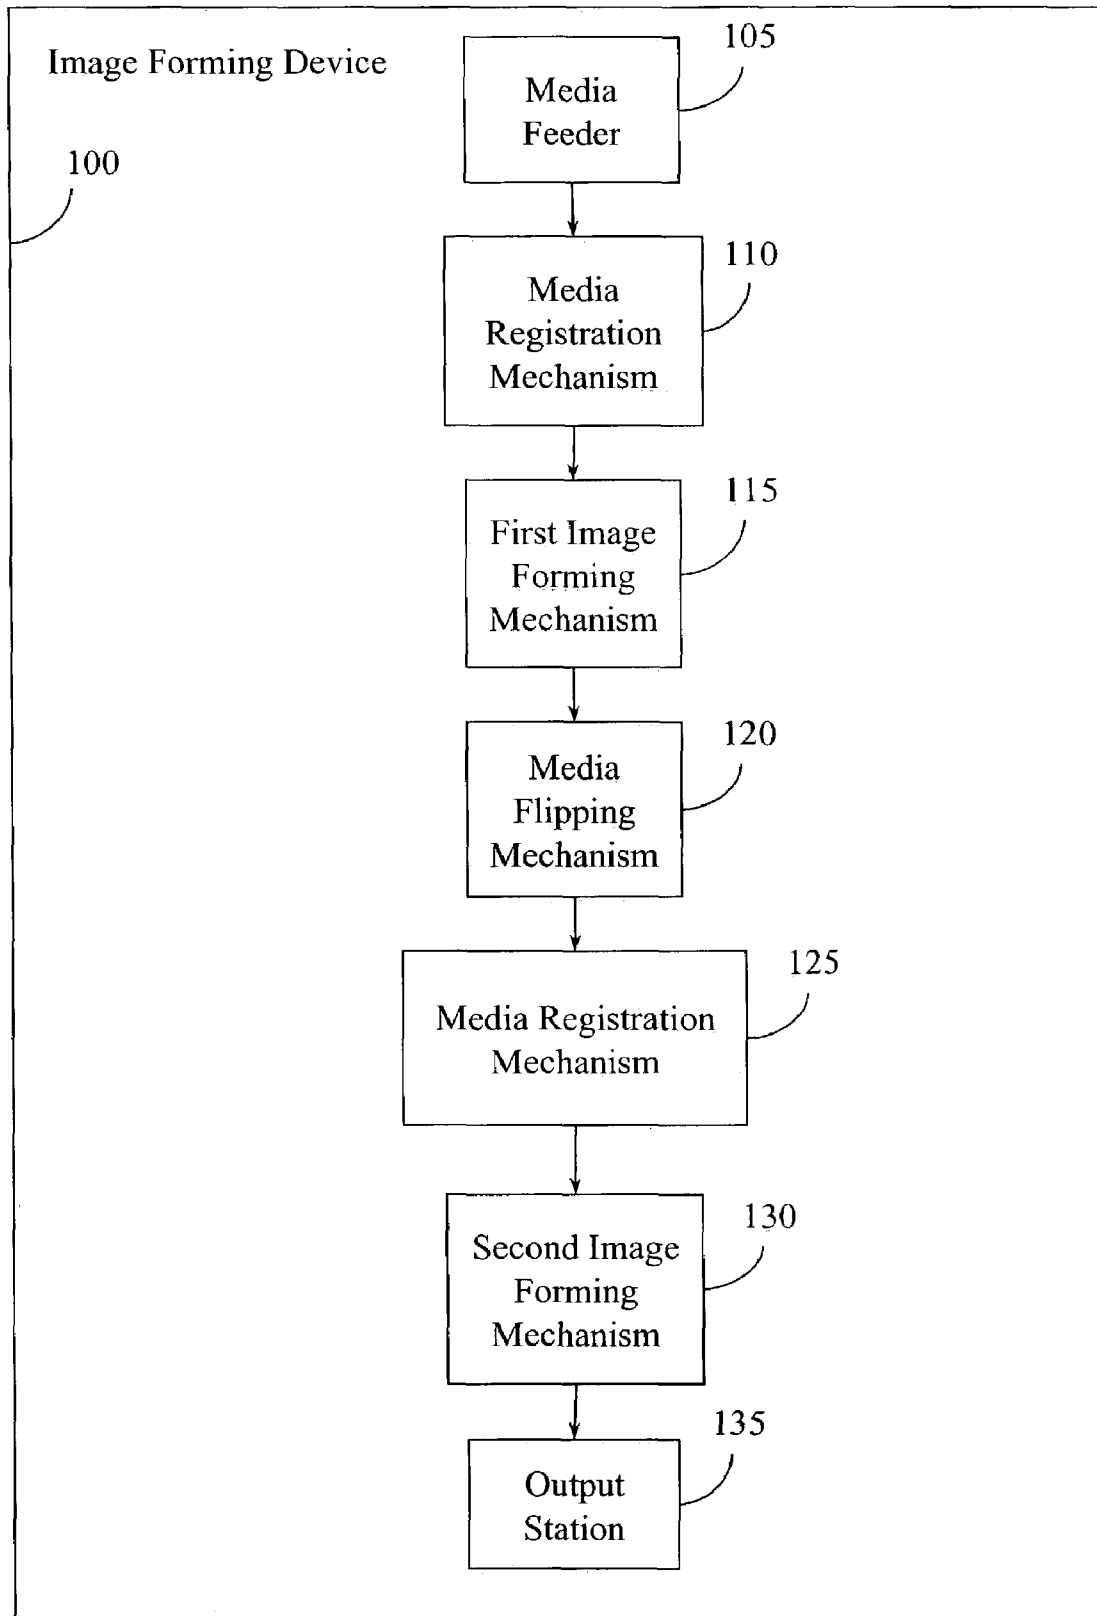 Image Forming Device
100
105
Media
Feeder
110
Media
Registration
Mechanism
115
First Image
Forming
Mechanism
120
Media
Flipping
Mechanism
125
Media Registration
Mechanism
130
Second Image
Forming
Mechanism
135
Output
Station